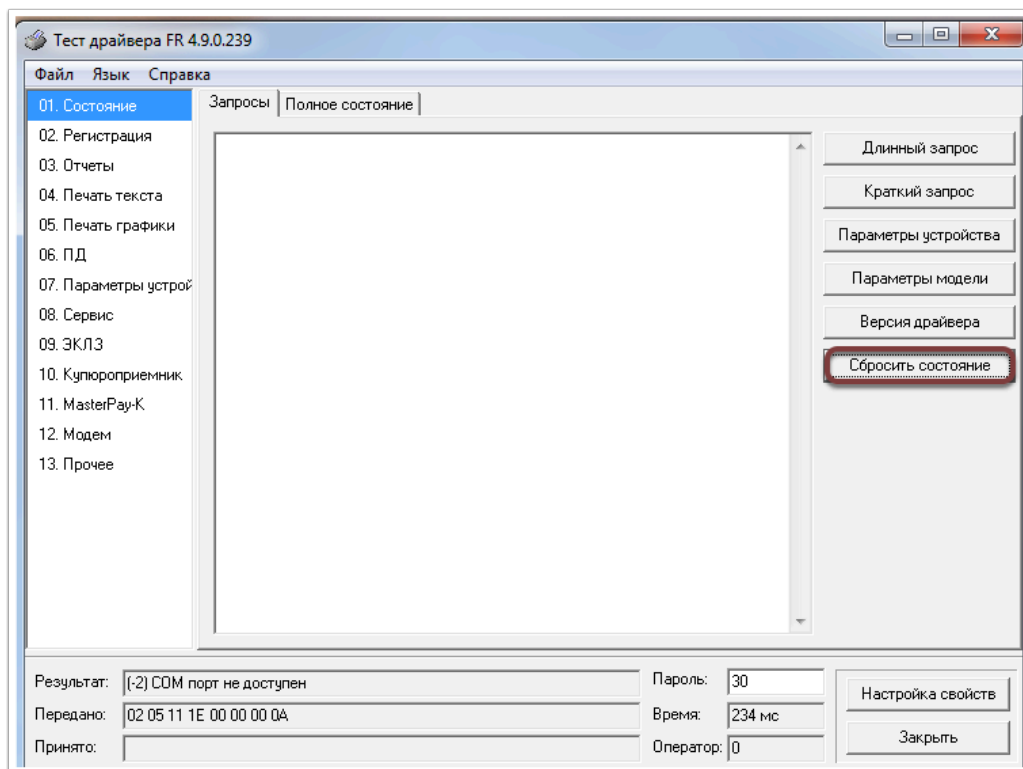 Тест драйвера FR 4.9.0.239
Файл Язык Справка
01. Состояние
02. Регистрация
03. Отчеты
04. Печать текста
05. Печать графики
06. ПД
07. Параметры устрой
08. Сервис
09. ЭКЛЗ
10. Купюроприемник
11. MasterPay-K
12. Модем
13. Прочее
Запросы Полное состояние
Длинный запрос
Краткий запрос
Параметры устройства
Параметры модели
Версия драйвера
Сбросить состояние
Результат: (-2) COM порт не доступен
Передано: 02 05 11 1E 00 00 00 0A
Принято:
Пароль: 30
Время: 234 мс
Оператор: 0
Настройка свойств
Закрыть